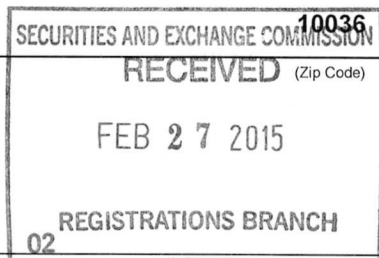 10036
SECURITIES AND EXCHANGE COMMISSION
RECEIVED (Zip Code)
FEB 27 2015
REGISTRATIONS BRANCH
02